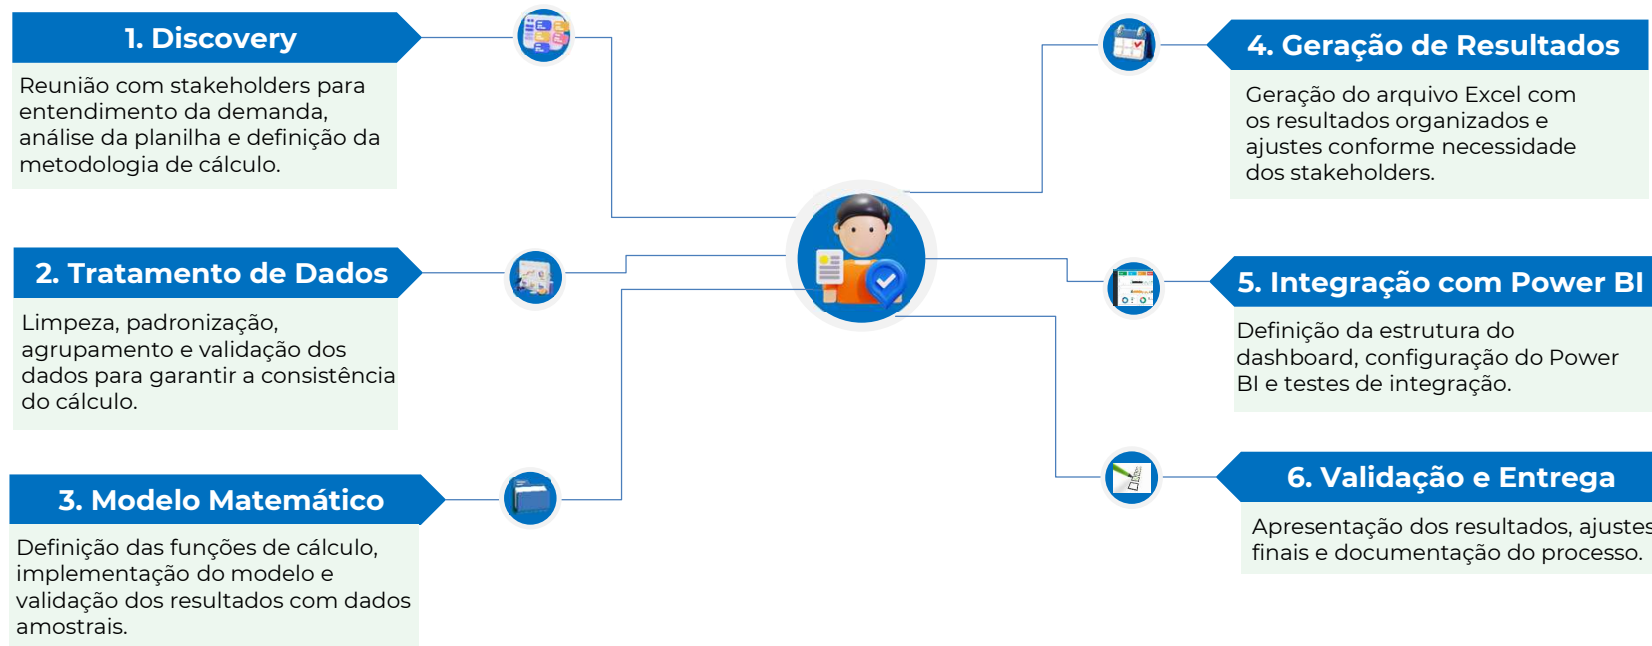 1. Discovery
Reunião com stakeholders para
entendimento da demanda,
análise da planilha e definição da
metodologia de cálculo.
2. Tratamento de Dados
Limpeza, padronização,
agrupamento e validação dos
dados para garantir a consistência
do cálculo.
3. Modelo Matemático
Definição das funções de cálculo,
implementação do modelo e
validação dos resultados com dados
amostrais.
4. Geração de Resultados
Geração do arquivo Excel com
os resultados organizados e
ajustes conforme necessidade
dos stakeholders.
5. Integração com Power BI
Definição da estrutura do
dashboard, configuração do Power
BI e testes de integração.
6. Validação e Entrega
Apresentação dos resultados, ajustes
finais e documentação do processo.